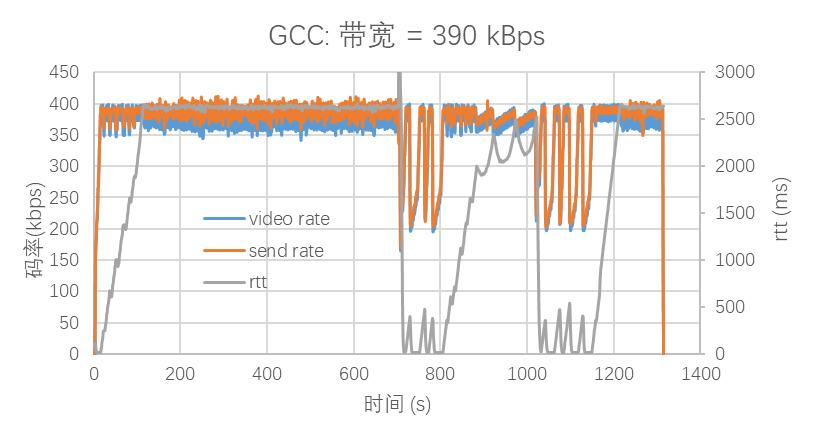 GCC: 带宽 = 390 kBps
450
400
350
300
250
200
150
100
50
0
码率(kbps)
3000
2500
2000
1500
1000
500
0
rtt (ms)
video rate
send rate
rtt
0 200 400 600 800 1000 1200 1400
时间 (s)